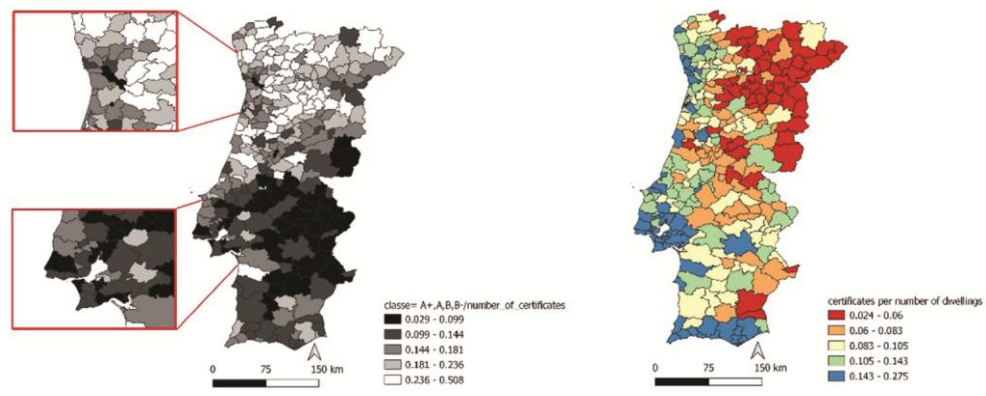 classe= A+,A,B,B-/number_of_certificates
0.029 - 0.099
0.099 - 0.144
0.144 - 0.181
0.181 - 0.236
0.236 - 0.508
0 75 150 km
certificates per number of dwellings
0.024 - 0.06
0.06 - 0.083
0.083 - 0.105
0.105 - 0.143
0.143 - 0.275
0 75 150 km